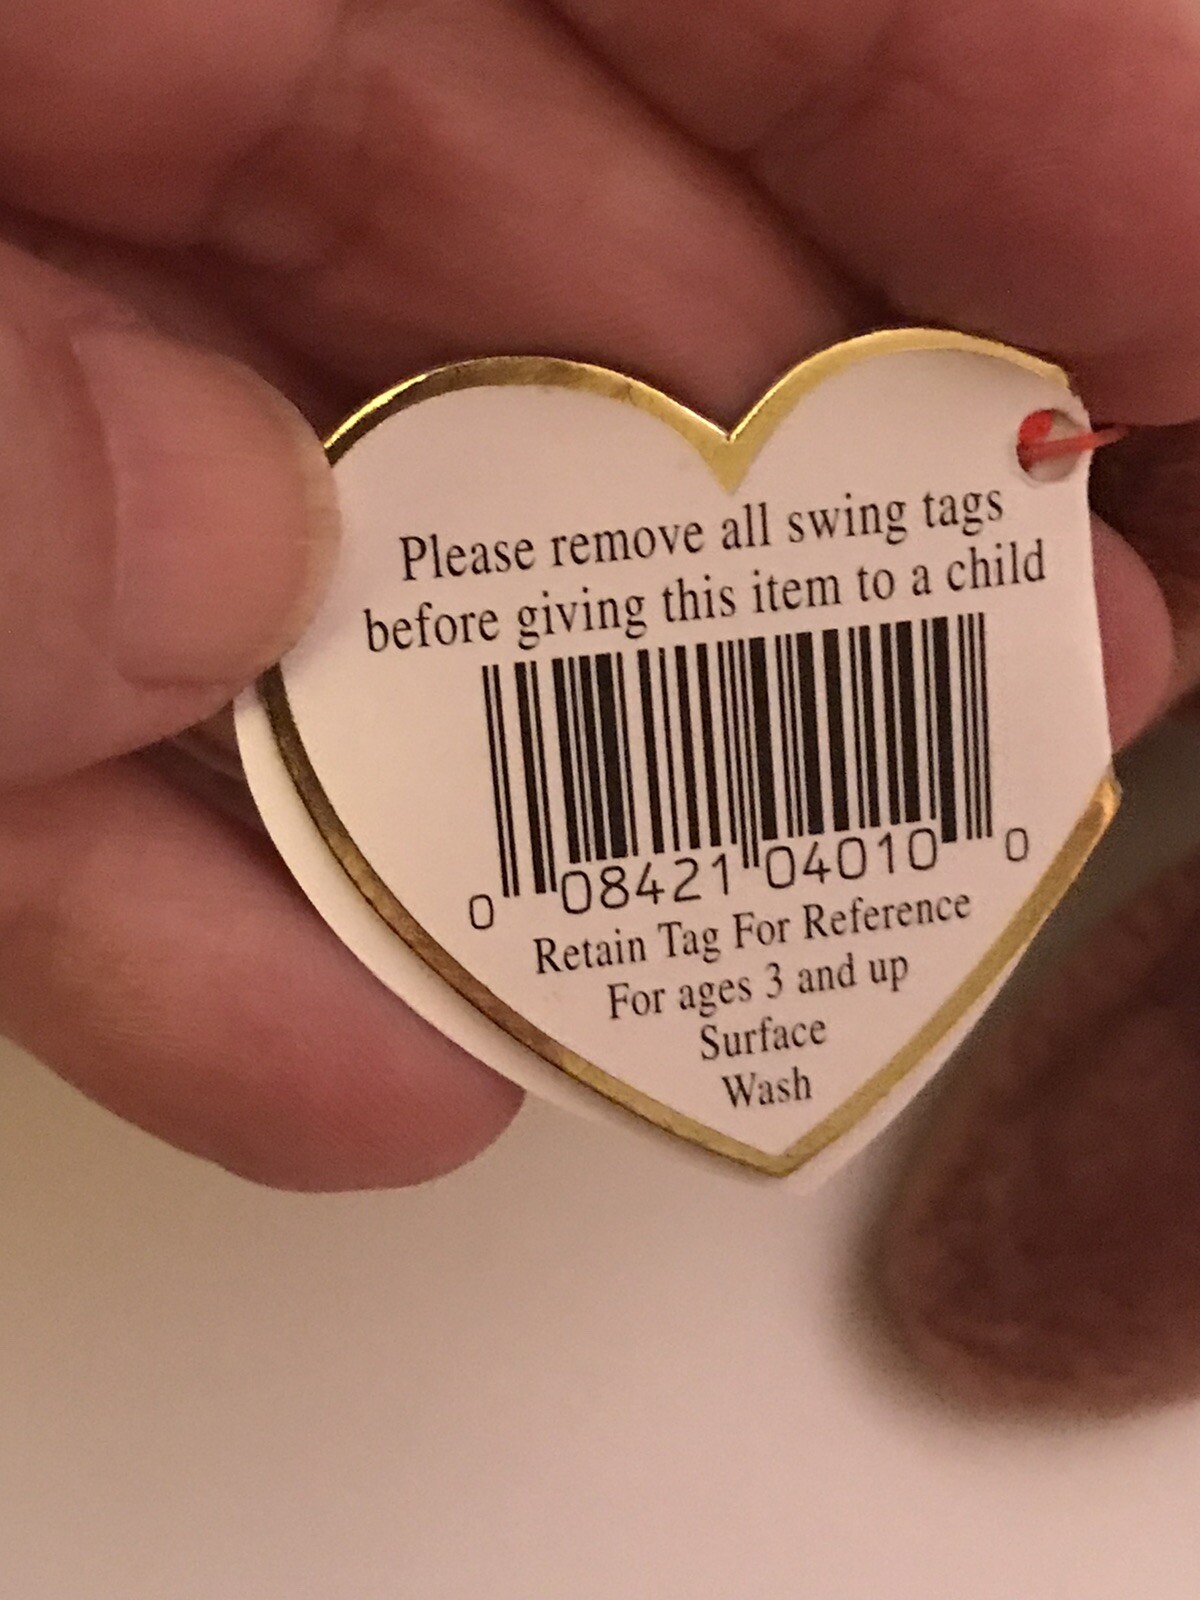 Please remove all swing tags
before giving this item to a child
0 08421 04010 0
Retain Tag For Reference
For ages 3 and up
Surface
Wash